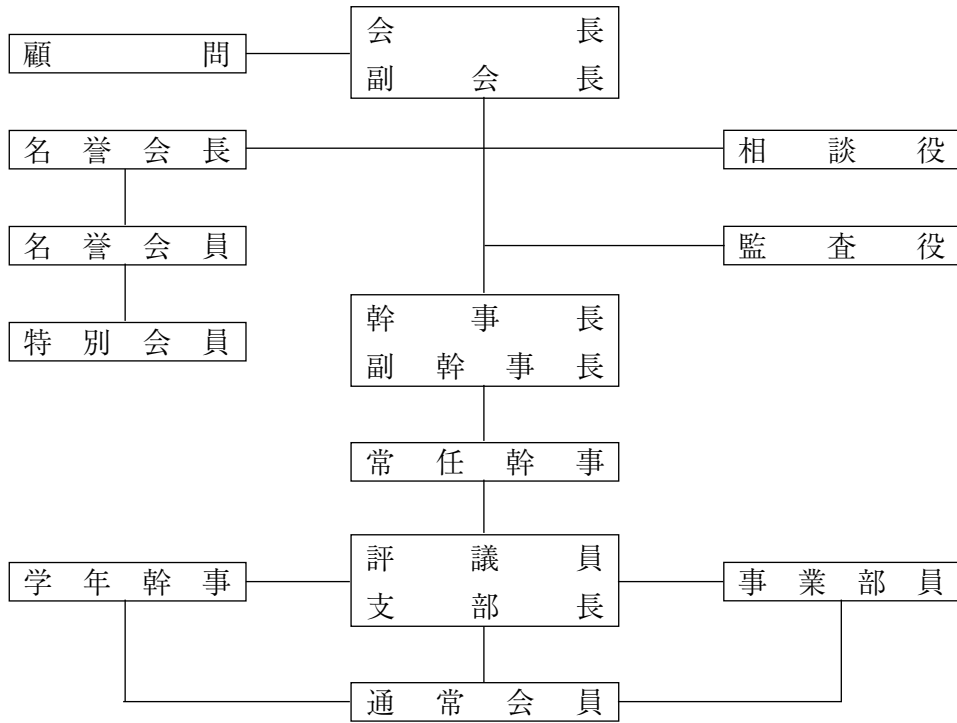 会長
顧問
副会長
名誉会長
相談役
名誉会員
監査役
幹事長
特別会員
副幹事長
常任幹事
評議員
学年幹事
事業部員
支部長
通常会員